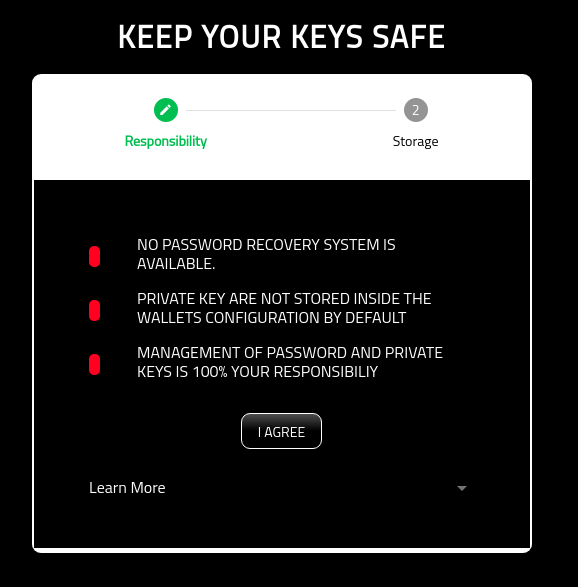 KEEP YOUR KEYS SAFE
2
Responsibility
Storage
NO PASSWORD RECOVERY SYSTEM IS
AVAILABLE.
PRIVATE KEY ARE NOT STORED INSIDE THE
WALLETS CONFIGURATION BY DEFAULT
MANAGEMENT OF PASSWORD AND PRIVATE
KEYS IS 100% YOUR RESPONSIBILIY
I AGREE
Learn More